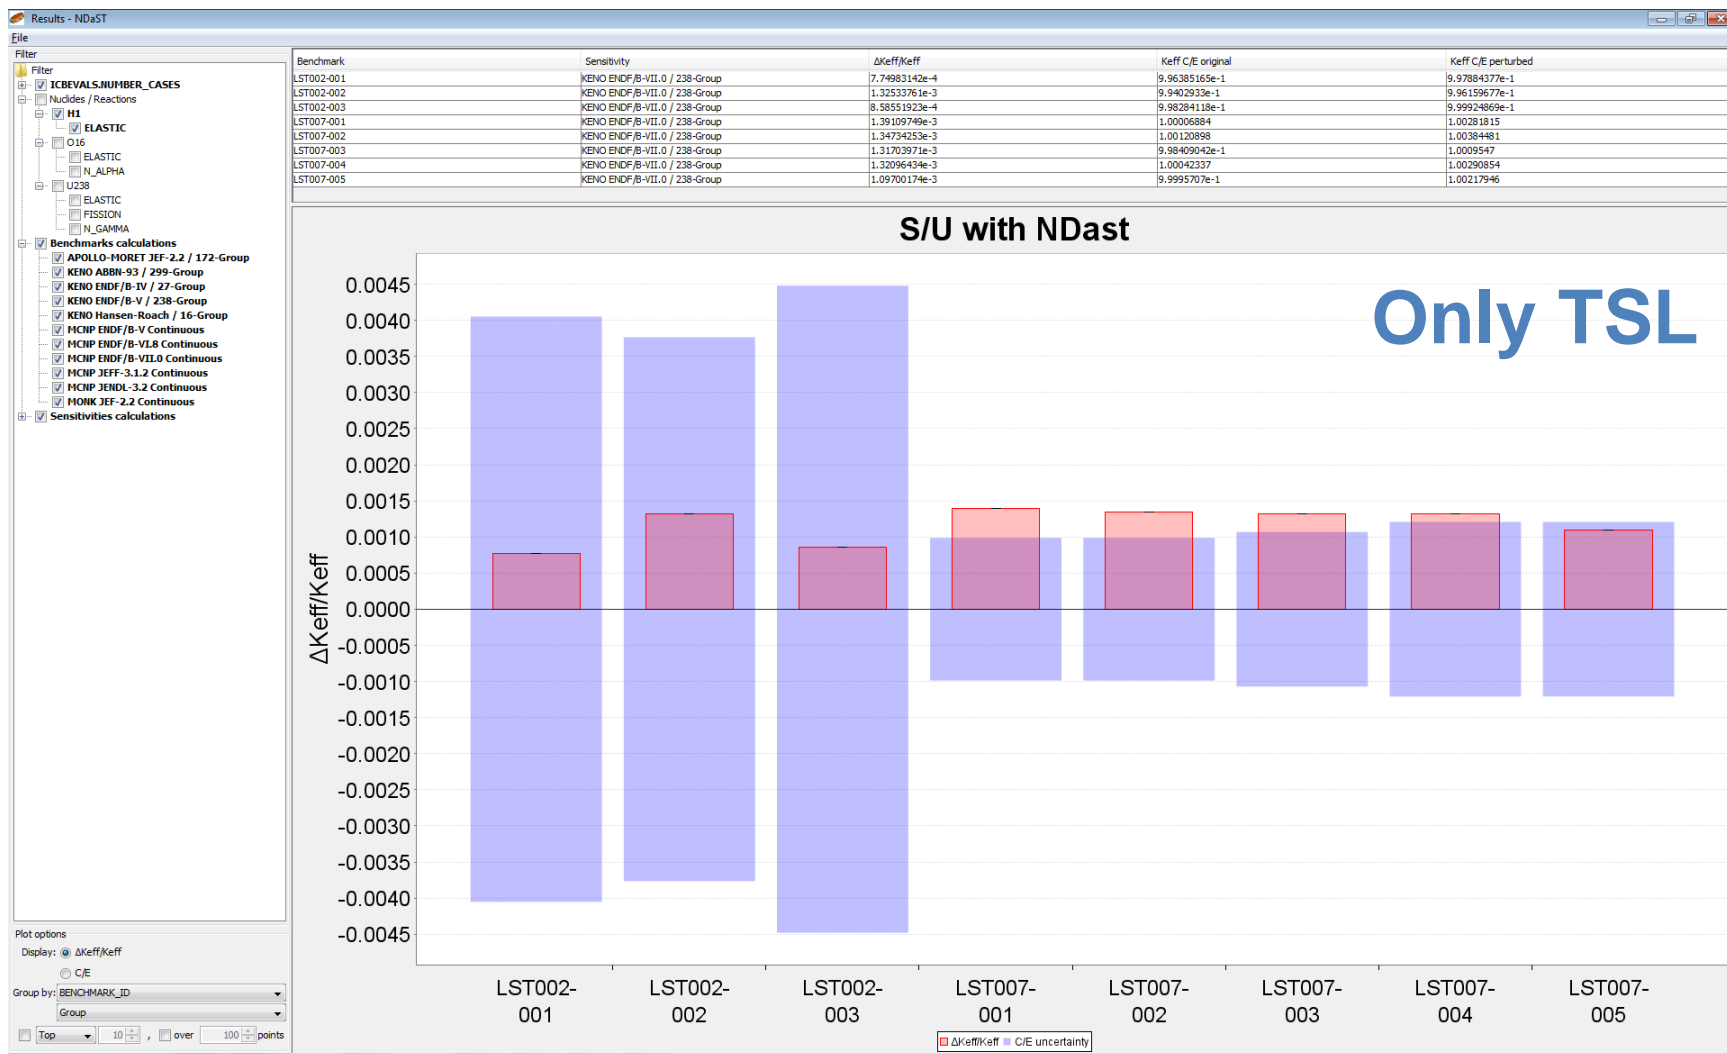 Results - NDaST
File
Filter
Filter
ICBEVALS.NUMBER_CASES
Nuclides / Reactions
H1
ELASTIC
O16
ELASTIC
N_ALPHA
U238
ELASTIC
FISSION
N_GAMMA
Benchmarks calculations
APOLLO-MORET JEF-2.2 / 172-Group
KENO ABBN-93 / 299-Group
KENO ENDF/B-IV / 27-Group
KENO ENDF/B-V / 238-Group
KENO Hansen-Roach / 16-Group
MCNP ENDF/B-V Continuous
MCNP ENDF/B-VI.8 Continuous
MCNP ENDF/B-VII.0 Continuous
MCNP JEFF-3.1.2 Continuous
MCNP JENDL-3.2 Continuous
MONK JEF-2.2 Continuous
Sensitivities calculations
Plot options
Display: ΔKeff/Keff
C/E
Group by: BENCHMARK_ID
Group
Top 10 , over 100 points
Benchmark Sensitivity ΔKeff/Keff Keff C/E original Keff C/E perturbed
LST002-001 KENO ENDF/B-VII.0 / 238-Group 7.74983142e-4 9.96385165e-1 9.97884377e-1
LST002-002 KENO ENDF/B-VII.0 / 238-Group 1.32533761e-3 9.9402933e-1 9.96159677e-1
LST002-003 KENO ENDF/B-VII.0 / 238-Group 8.58551923e-4 9.98284118e-1 9.99924869e-1
LST007-001 KENO ENDF/B-VII.0 / 238-Group 1.39109749e-3 1.00006884 1.00281815
LST007-002 KENO ENDF/B-VII.0 / 238-Group 1.34734253e-3 1.00120898 1.00384481
LST007-003 KENO ENDF/B-VII.0 / 238-Group 1.31703971e-3 9.98409042e-1 1.0009547
LST007-004 KENO ENDF/B-VII.0 / 238-Group 1.32096434e-3 1.00042337 1.00290854
LST007-005 KENO ENDF/B-VII.0 / 238-Group 1.09700174e-3 9.9995707e-1 1.00217946
S/U with NDast
Only TSL
ΔKeff/Keff
0.0045
0.0040
0.0035
0.0030
0.0025
0.0020
0.0015
0.0010
0.0005
0.0000
-0.0005
-0.0010
-0.0015
-0.0020
-0.0025
-0.0030
-0.0035
-0.0040
-0.0045
LST002- LST002- LST002- LST007- LST007- LST007- LST007- LST007-
001 002 003 001 002 003 004 005
ΔKeff/Keff C/E uncertainty